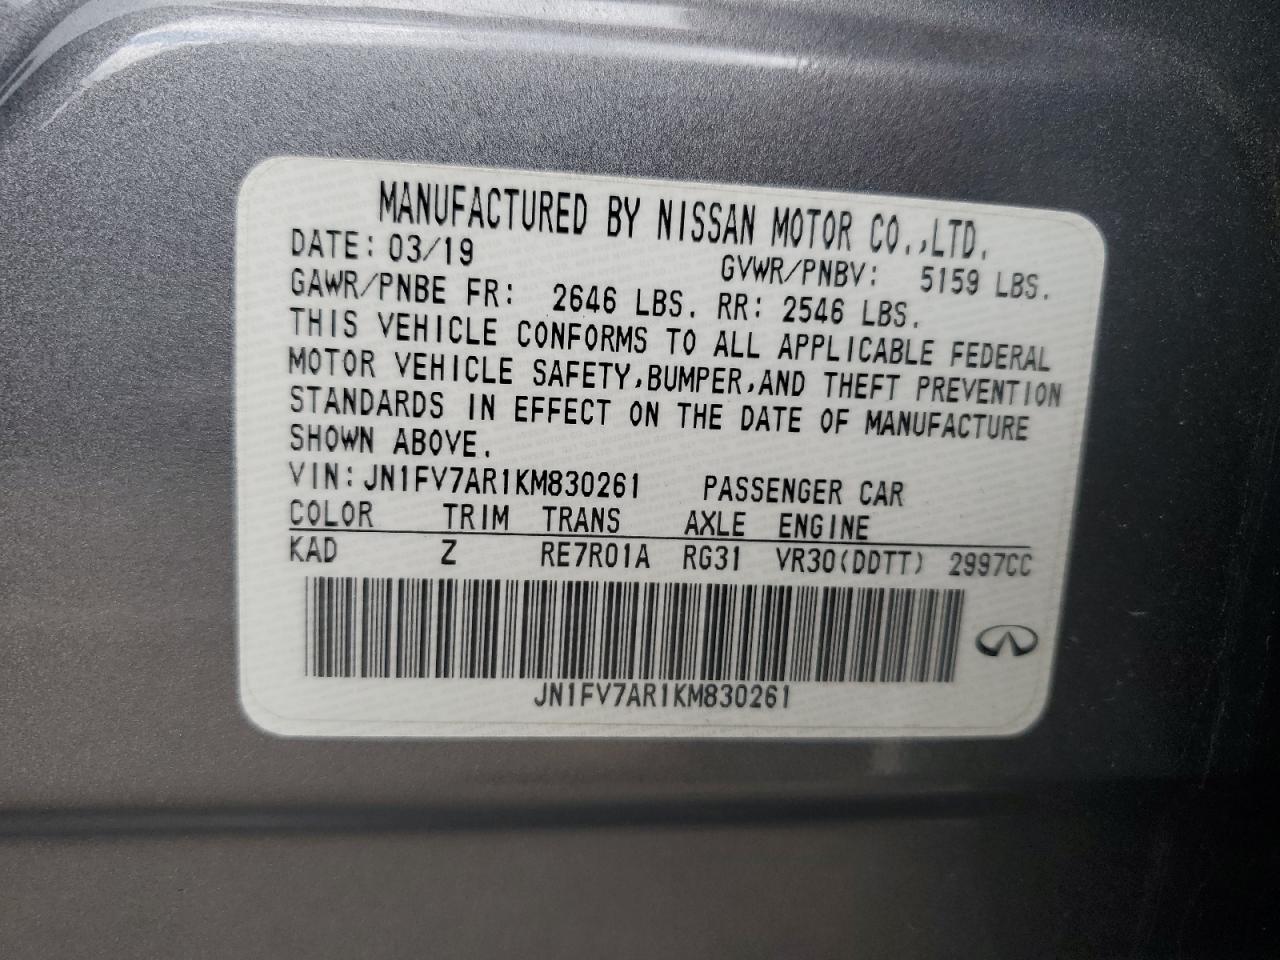 MANUFACTURED BY NISSAN MOTOR CO.,LTD.
DATE: 03/19 GVWR/PNBV: 5159 LBS.
GAWR/PNBE FR: 2646 LBS. RR: 2546 LBS.
THIS VEHICLE CONFORMS TO ALL APPLICABLE FEDERAL
MOTOR VEHICLE SAFETY,BUMPER,AND THEFT PREVENTION
STANDARDS IN EFFECT ON THE DATE OF MANUFACTURE
SHOWN ABOVE.
VIN:JN1FV7AR1KM830261 PASSENGER CAR
COLOR TRIM TRANS AXLE ENGINE
KAD Z RE7R01A RG31 VR30(DDTT) 2997CC
JN1FV7AR1KM830261